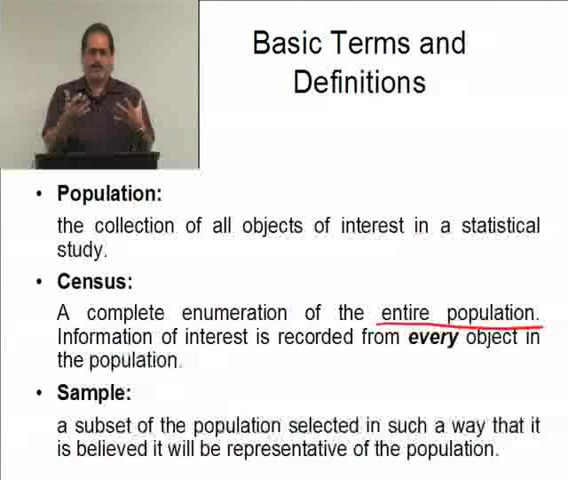 Basic Terms and
Definitions
• Population:
the collection of all objects of interest in a statistical
study.
• Census:
A complete enumeration of the entire population.
Information of interest is recorded from every object in
the population.
• Sample:
a subset of the population selected in such a way that it
is believed it will be representative of the population.